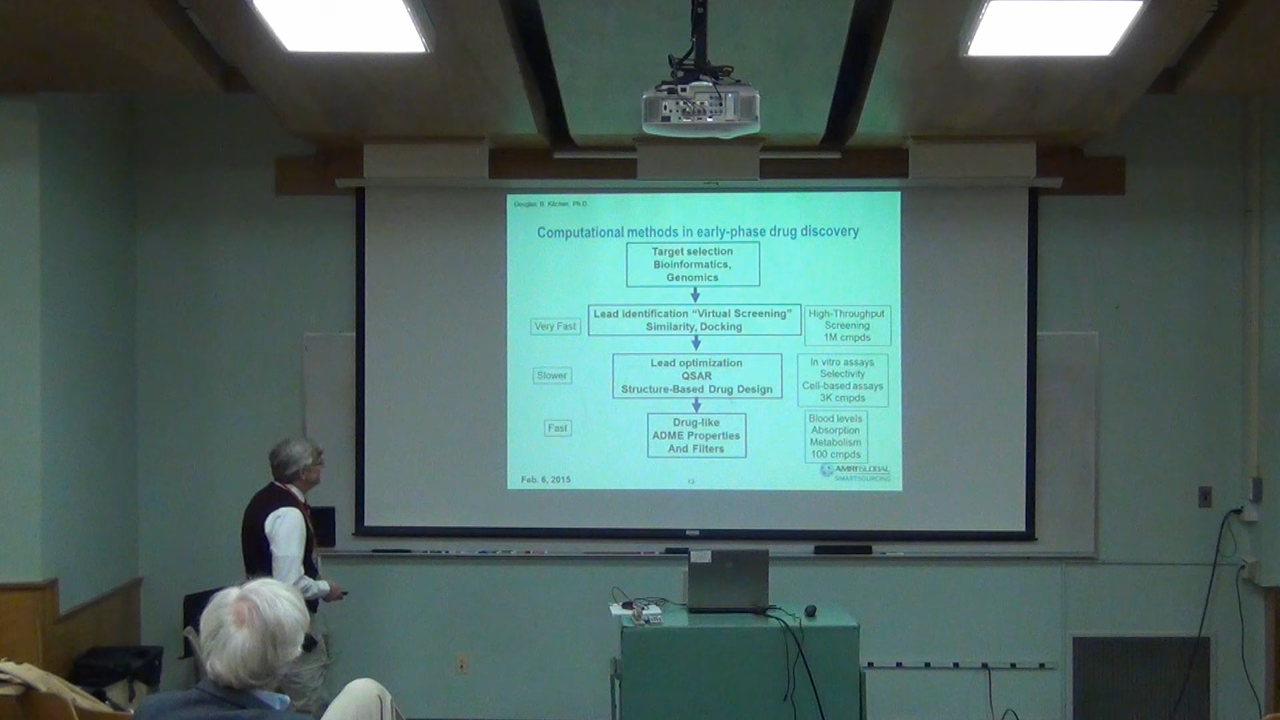 Douglas B. Kitchen, Ph.D.
Computational methods in early-phase drug discovery
Target selection
Bioinformatics,
Genomics
Very Fast
Lead identification "Virtual Screening"
Similarity, Docking
High-Throughput
Screening
1M cmpds
Slower
Lead optimization
QSAR
Structure-Based Drug Design
In vitro assays
Selectivity
Cell-based assays
3K cmpds
Fast
Drug-like
ADME Properties
And Filters
Blood levels
Absorption
Metabolism
100 cmpds
Feb. 6, 2015
AMRI GLOBAL
SMARTSOURCING